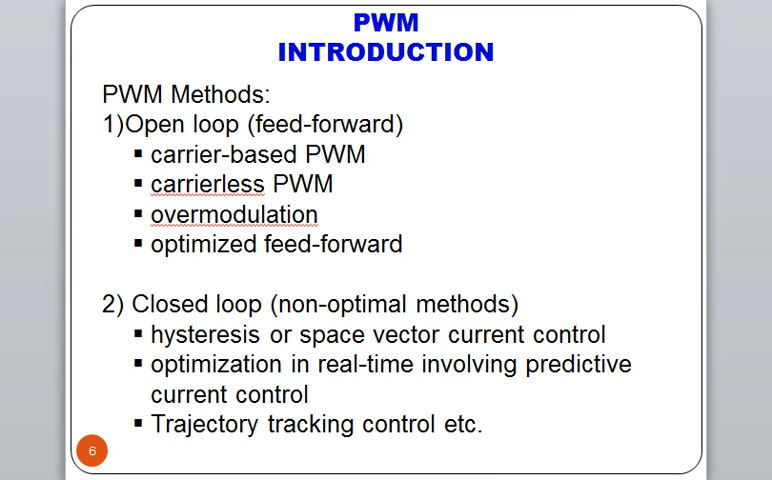 PWM
INTRODUCTION
PWM Methods:
1)Open loop (feed-forward)
▪ carrier-based PWM
▪ carrierless PWM
▪ overmodulation
▪ optimized feed-forward
2) Closed loop (non-optimal methods)
▪ hysteresis or space vector current control
▪ optimization in real-time involving predictive
current control
▪ Trajectory tracking control etc.
6